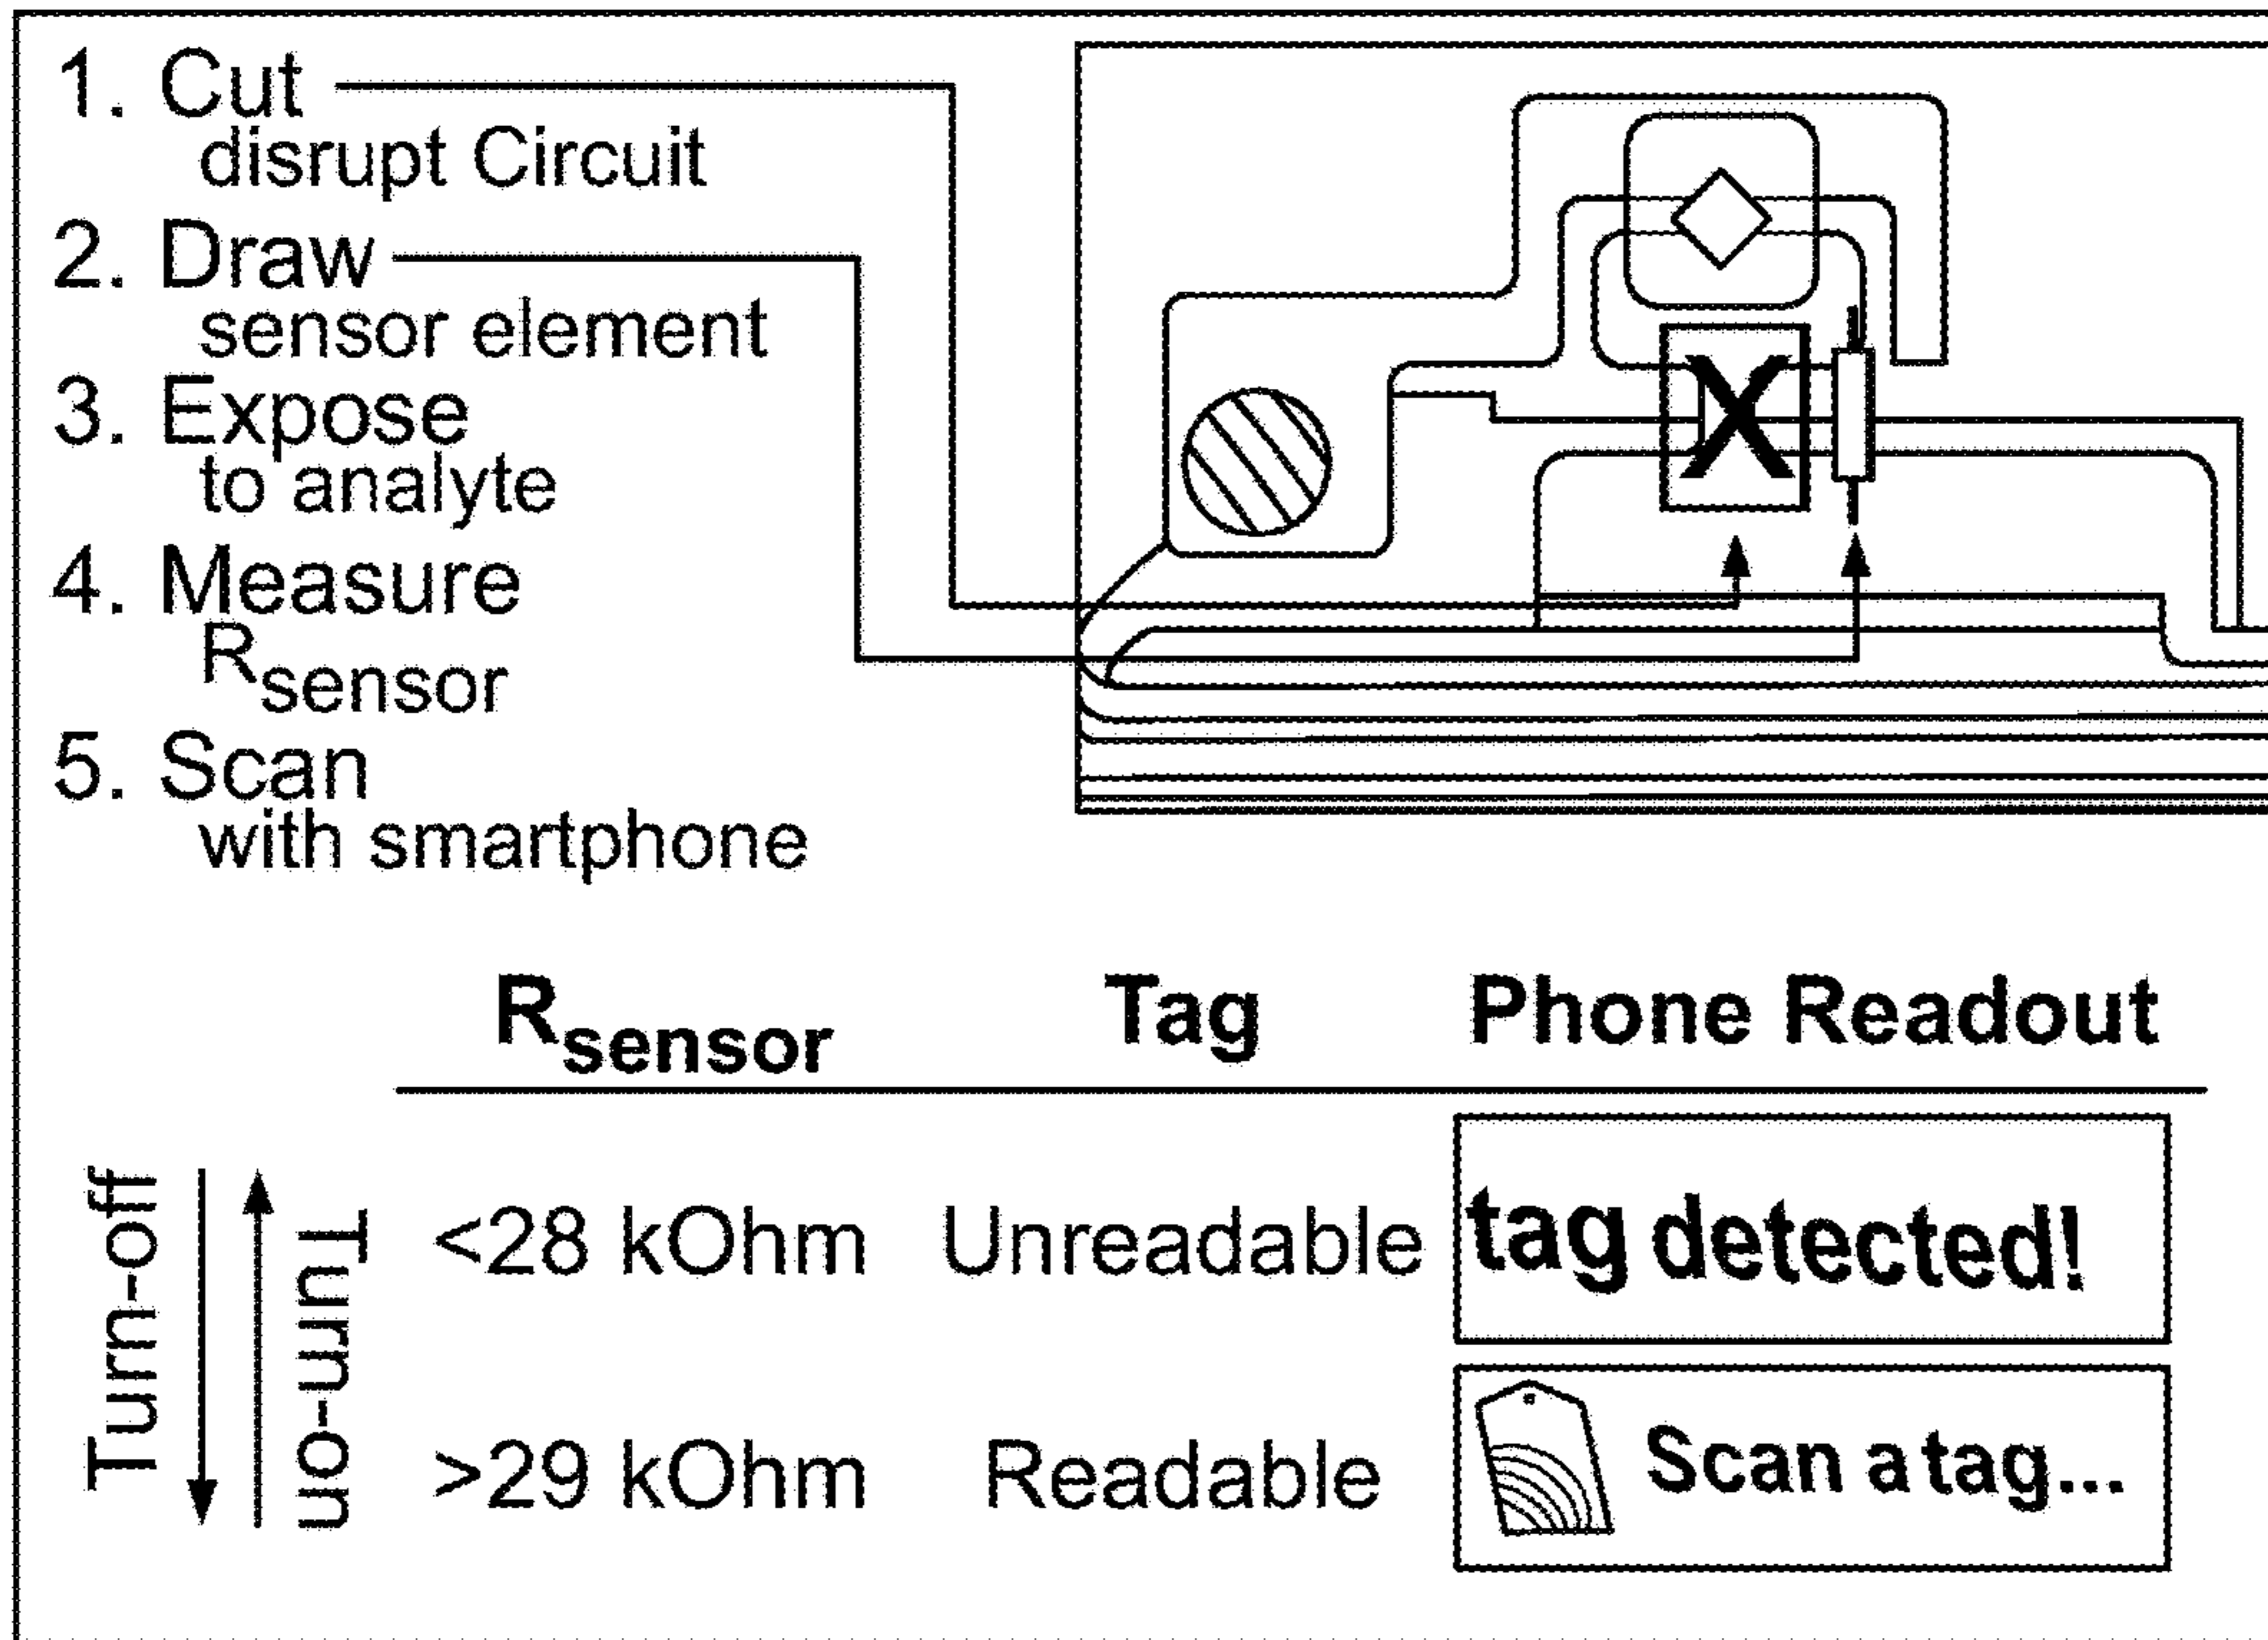 1. Cut
disrupt Circuit
2. Draw
sensor element
3. Expose
to analyte
4. Measure
Rsensor
5. Scan
with smartphone
X
Rsensor Tag Phone Readout
Turn-off
Turn-on
<28 kOhm Unreadable tag detected!
>29 kOhm Readable Scan a tag...